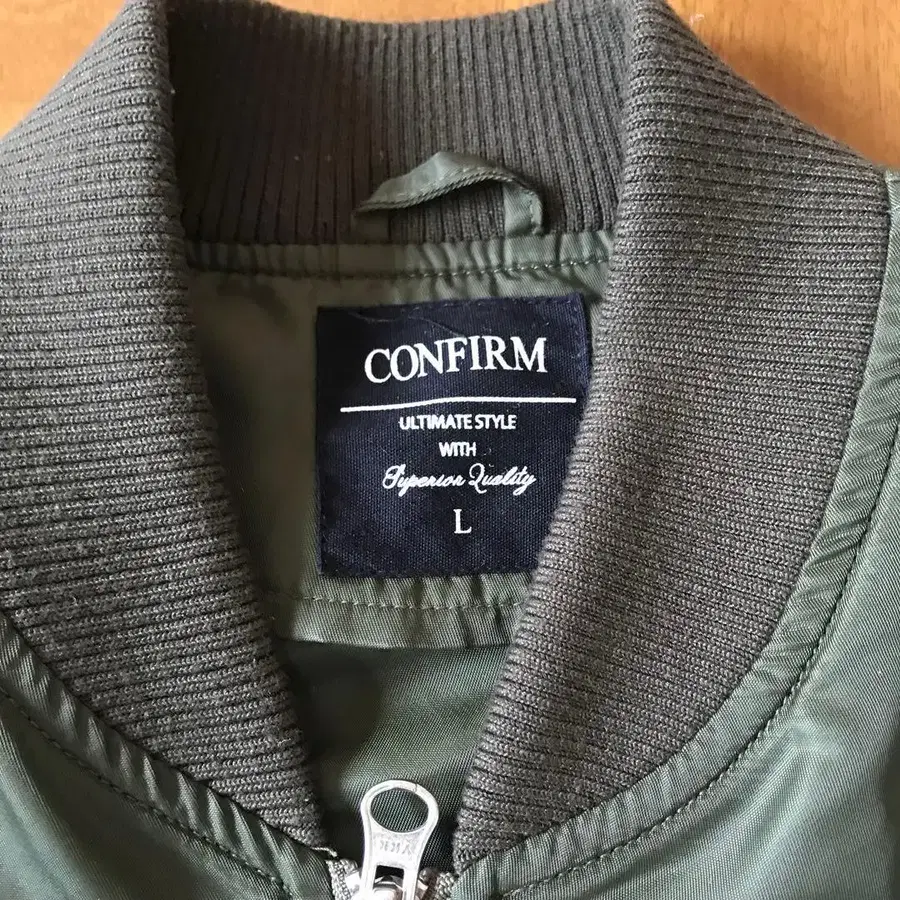 CONFIRM
ULTIMATE STYLE
WITH
Superior Quality
L